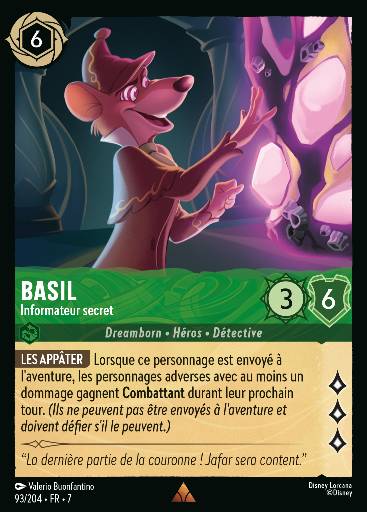 6
BASIL
Informateur secret
3
6
Dreamborn • Héros • Détective
LES APPÂTER Lorsque ce personnage est envoyé à
l'aventure, les personnages adverses avec au moins un
dommage gagnent Combattant durant leur prochain
tour. (Ils ne peuvent pas être envoyés à l'aventure et
doivent défier s'il le peuvent.)
“La dernière partie de la couronne ! Jafar sera content.”
Valerio Buonfantino
93/204 • FR • 7
Disney Lorcana
©Disney